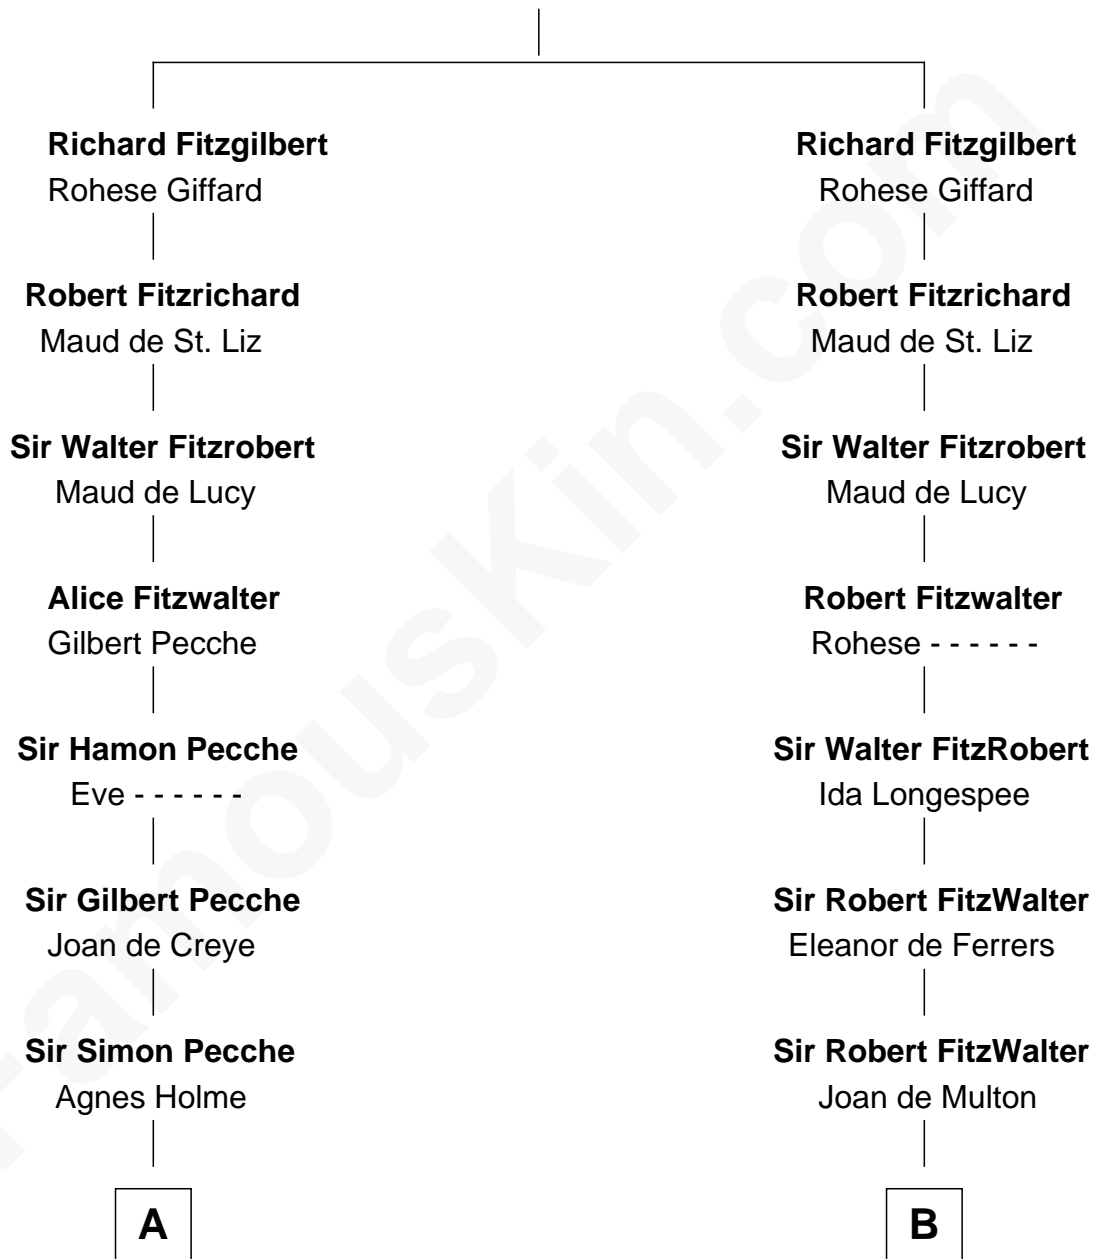 Richard Fitzgilbert
Rohese Giffard
Robert Fitzrichard
Maud de St. Liz
Sir Walter Fitzrobert
Maud de Lucy
Alice Fitzwalter
Gilbert Pecche
Sir Hamon Pecche
Eve - - - - - -
Sir Gilbert Pecche
Joan de Creye
Sir Simon Pecche
Agnes Holme
A
Richard Fitzgilbert
Rohese Giffard
Robert Fitzrichard
Maud de St. Liz
Sir Walter Fitzrobert
Maud de Lucy
Robert Fitzwalter
Rohese - - - - - -
Sir Walter FitzRobert
Ida Longespee
Sir Robert FitzWalter
Eleanor de Ferrers
Sir Robert FitzWalter
Joan de Multon
B
FamousKin.com